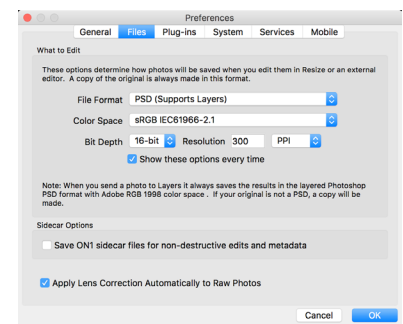 Preferences
General Files Plug-ins System Services Mobile
What to Edit
These options determine how photos will be saved when you edit them in Resize or an external
editor. A copy of the original is always made in this format.
File Format PSD (Supports Layers)
Color Space sRGB IEC61966-2.1
Bit Depth 16-bit Resolution 300 PPI
Show these options every time
Note: When you send a photo to Layers it always saves the results in the layered Photoshop
PSD format with Adobe RGB 1998 color space . If your original is not a PSD, a copy will be
made.
Sidecar Options
Save ON1 sidecar files for non-destructive edits and metadata
Apply Lens Correction Automatically to Raw Photos
Cancel OK